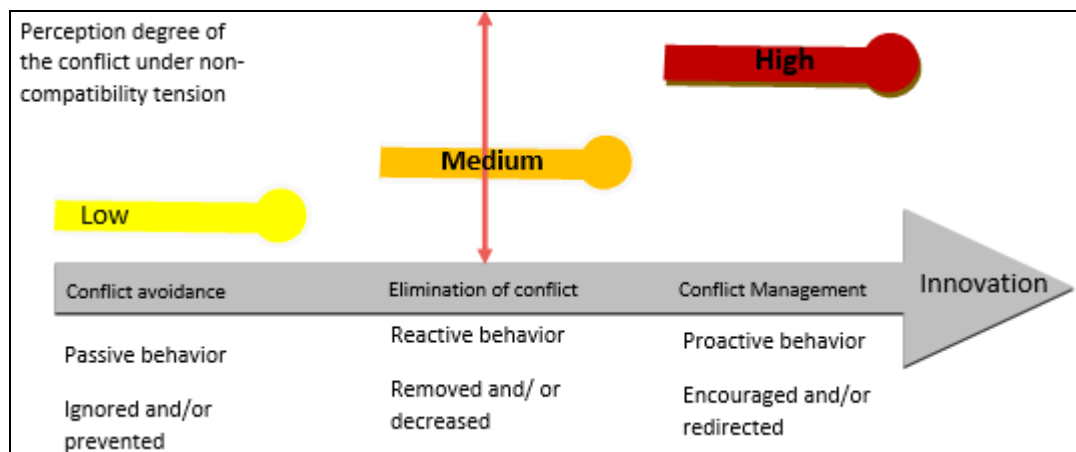 Perception degree of
the conflict under non-
compatibility tension
High
Medium
Low
Conflict avoidance
Elimination of conflict
Conflict Management
Innovation
Passive behavior
Reactive behavior
Proactive behavior
Ignored and/or
prevented
Removed and/ or
decreased
Encouraged and/or
redirected